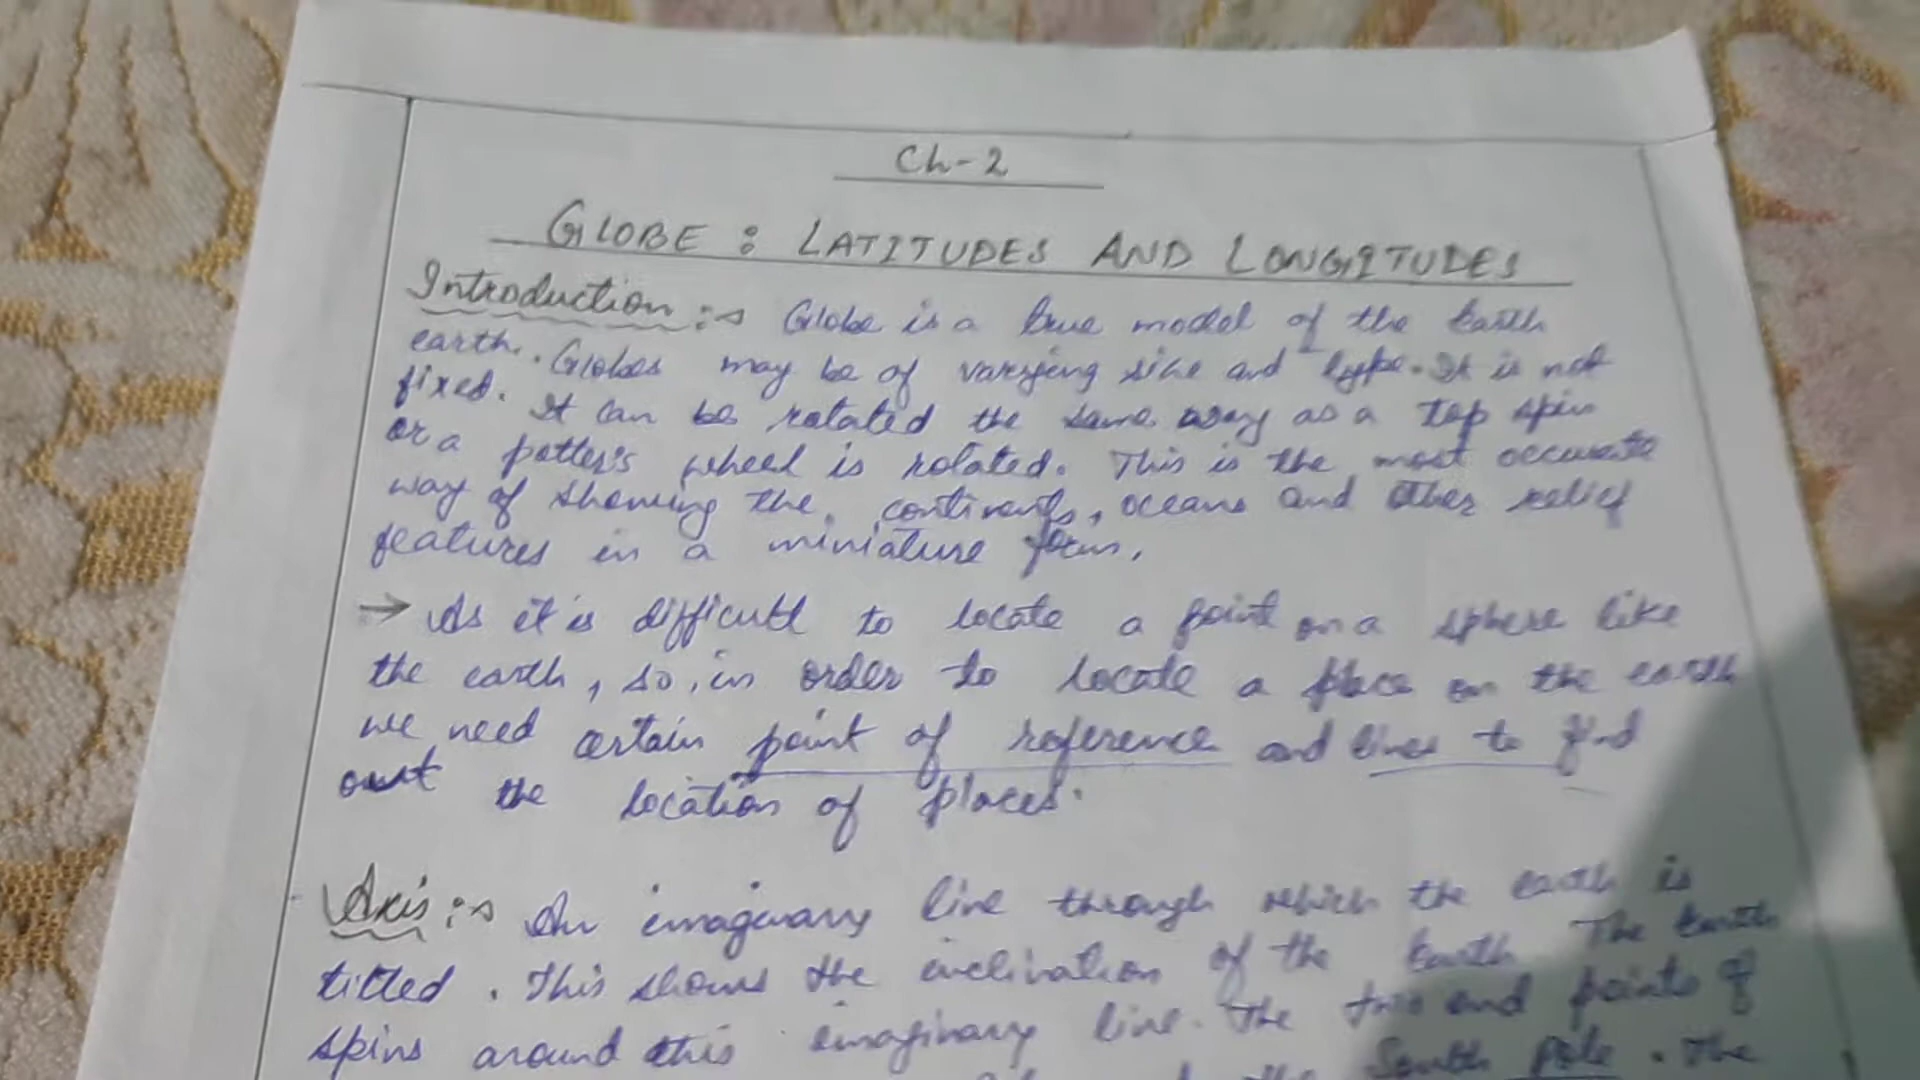 Ch-2
GLOBE : LATITUDES AND LONGITUDES
Introduction :→ Globe is a true model of the Earth
earth. Globes may be of varying size and type. It is not
fixed. It can be rotated the same way as a top spin
or a potter's wheel is rotated. This is the most accurate
way of showing the continents, oceans and other relief
features in a miniature form.
→ As it is difficult to locate a point on a sphere like
the earth, so, in order to locate a place on the earth
we need certain point of reference and lines to find
out the location of places.
Axis :→ An imaginary line through which the earth is
titled. This shows the inclination of the Earth The Earth
spins around this imaginary line. The two end points of
the South pole. The